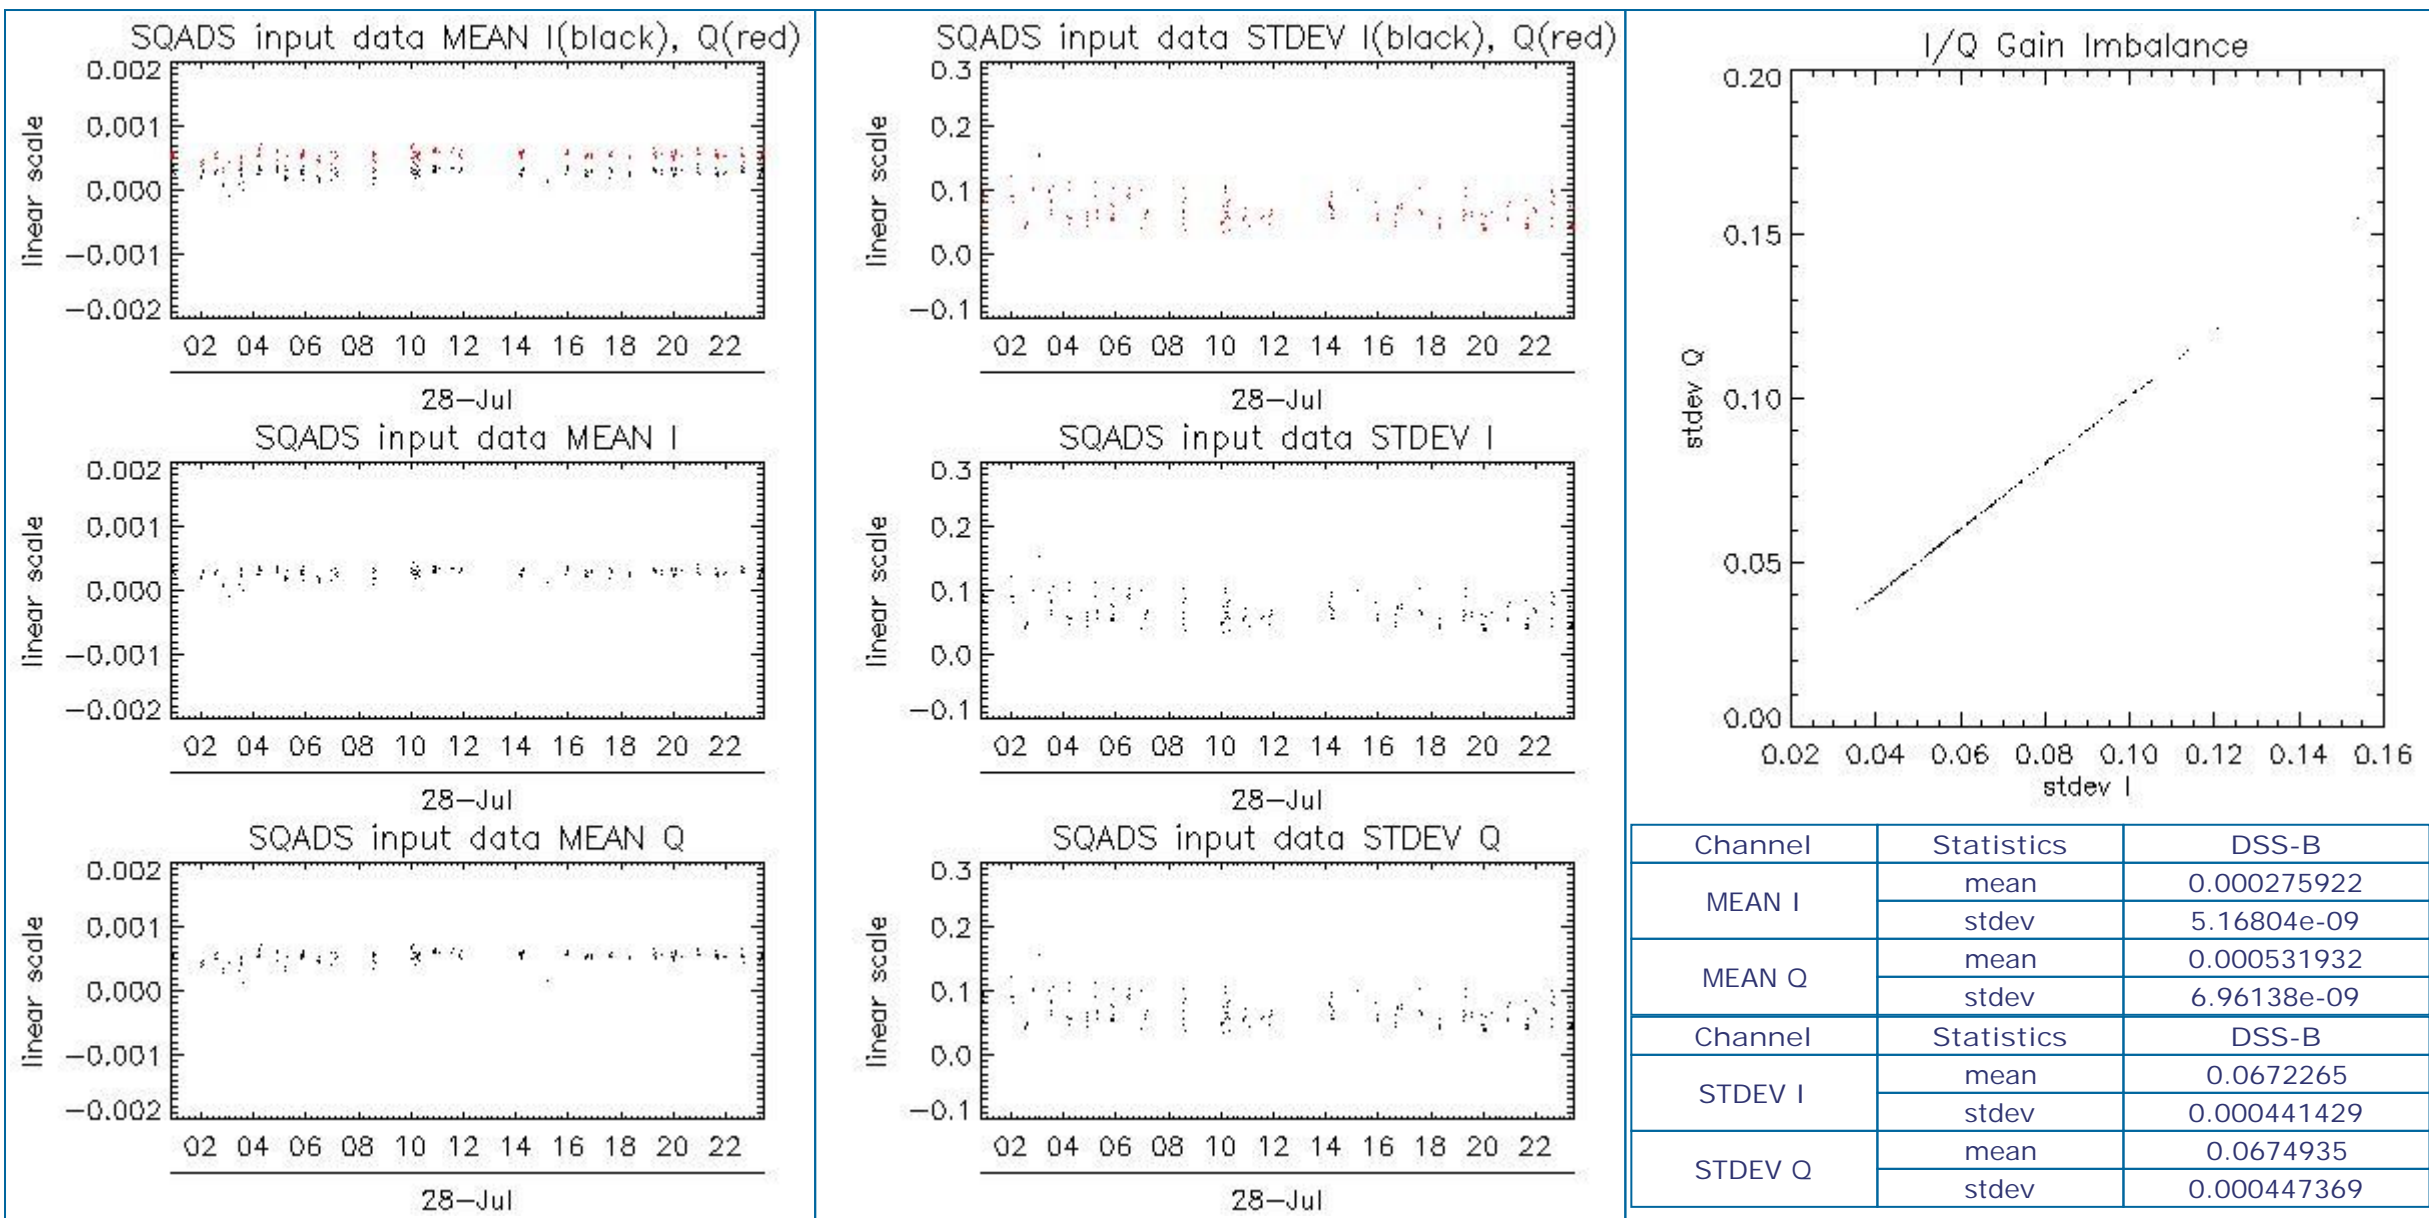 SQADS input data MEAN I(black), Q(red)
0.002
0.001
0.000
−0.001
−0.002
linear scale
02 04 06 08 10 12 14 16 18 20 22
28−Jul
SQADS input data MEAN I
0.002
0.001
0.000
−0.001
−0.002
linear scale
02 04 06 08 10 12 14 16 18 20 22
28−Jul
SQADS input data MEAN Q
0.002
0.001
0.000
−0.001
−0.002
linear scale
02 04 06 08 10 12 14 16 18 20 22
28−Jul
SQADS input data STDEV I(black), Q(red)
0.3
0.2
0.1
0.0
−0.1
linear scale
02 04 06 08 10 12 14 16 18 20 22
28−Jul
SQADS input data STDEV I
0.3
0.2
0.1
0.0
−0.1
linear scale
02 04 06 08 10 12 14 16 18 20 22
28−Jul
SQADS input data STDEV Q
0.3
0.2
0.1
0.0
−0.1
linear scale
02 04 06 08 10 12 14 16 18 20 22
28−Jul
I/Q Gain Imbalance
0.20
0.15
0.10
0.05
0.00
stdev Q
0.02 0.04 0.06 0.08 0.10 0.12 0.14 0.16
stdev I
Channel Statistics DSS-B
MEAN I mean 0.000275922
stdev 5.16804e-09
MEAN Q mean 0.000531932
stdev 6.96138e-09
Channel Statistics DSS-B
STDEV I mean 0.0672265
stdev 0.000441429
STDEV Q mean 0.0674935
stdev 0.000447369